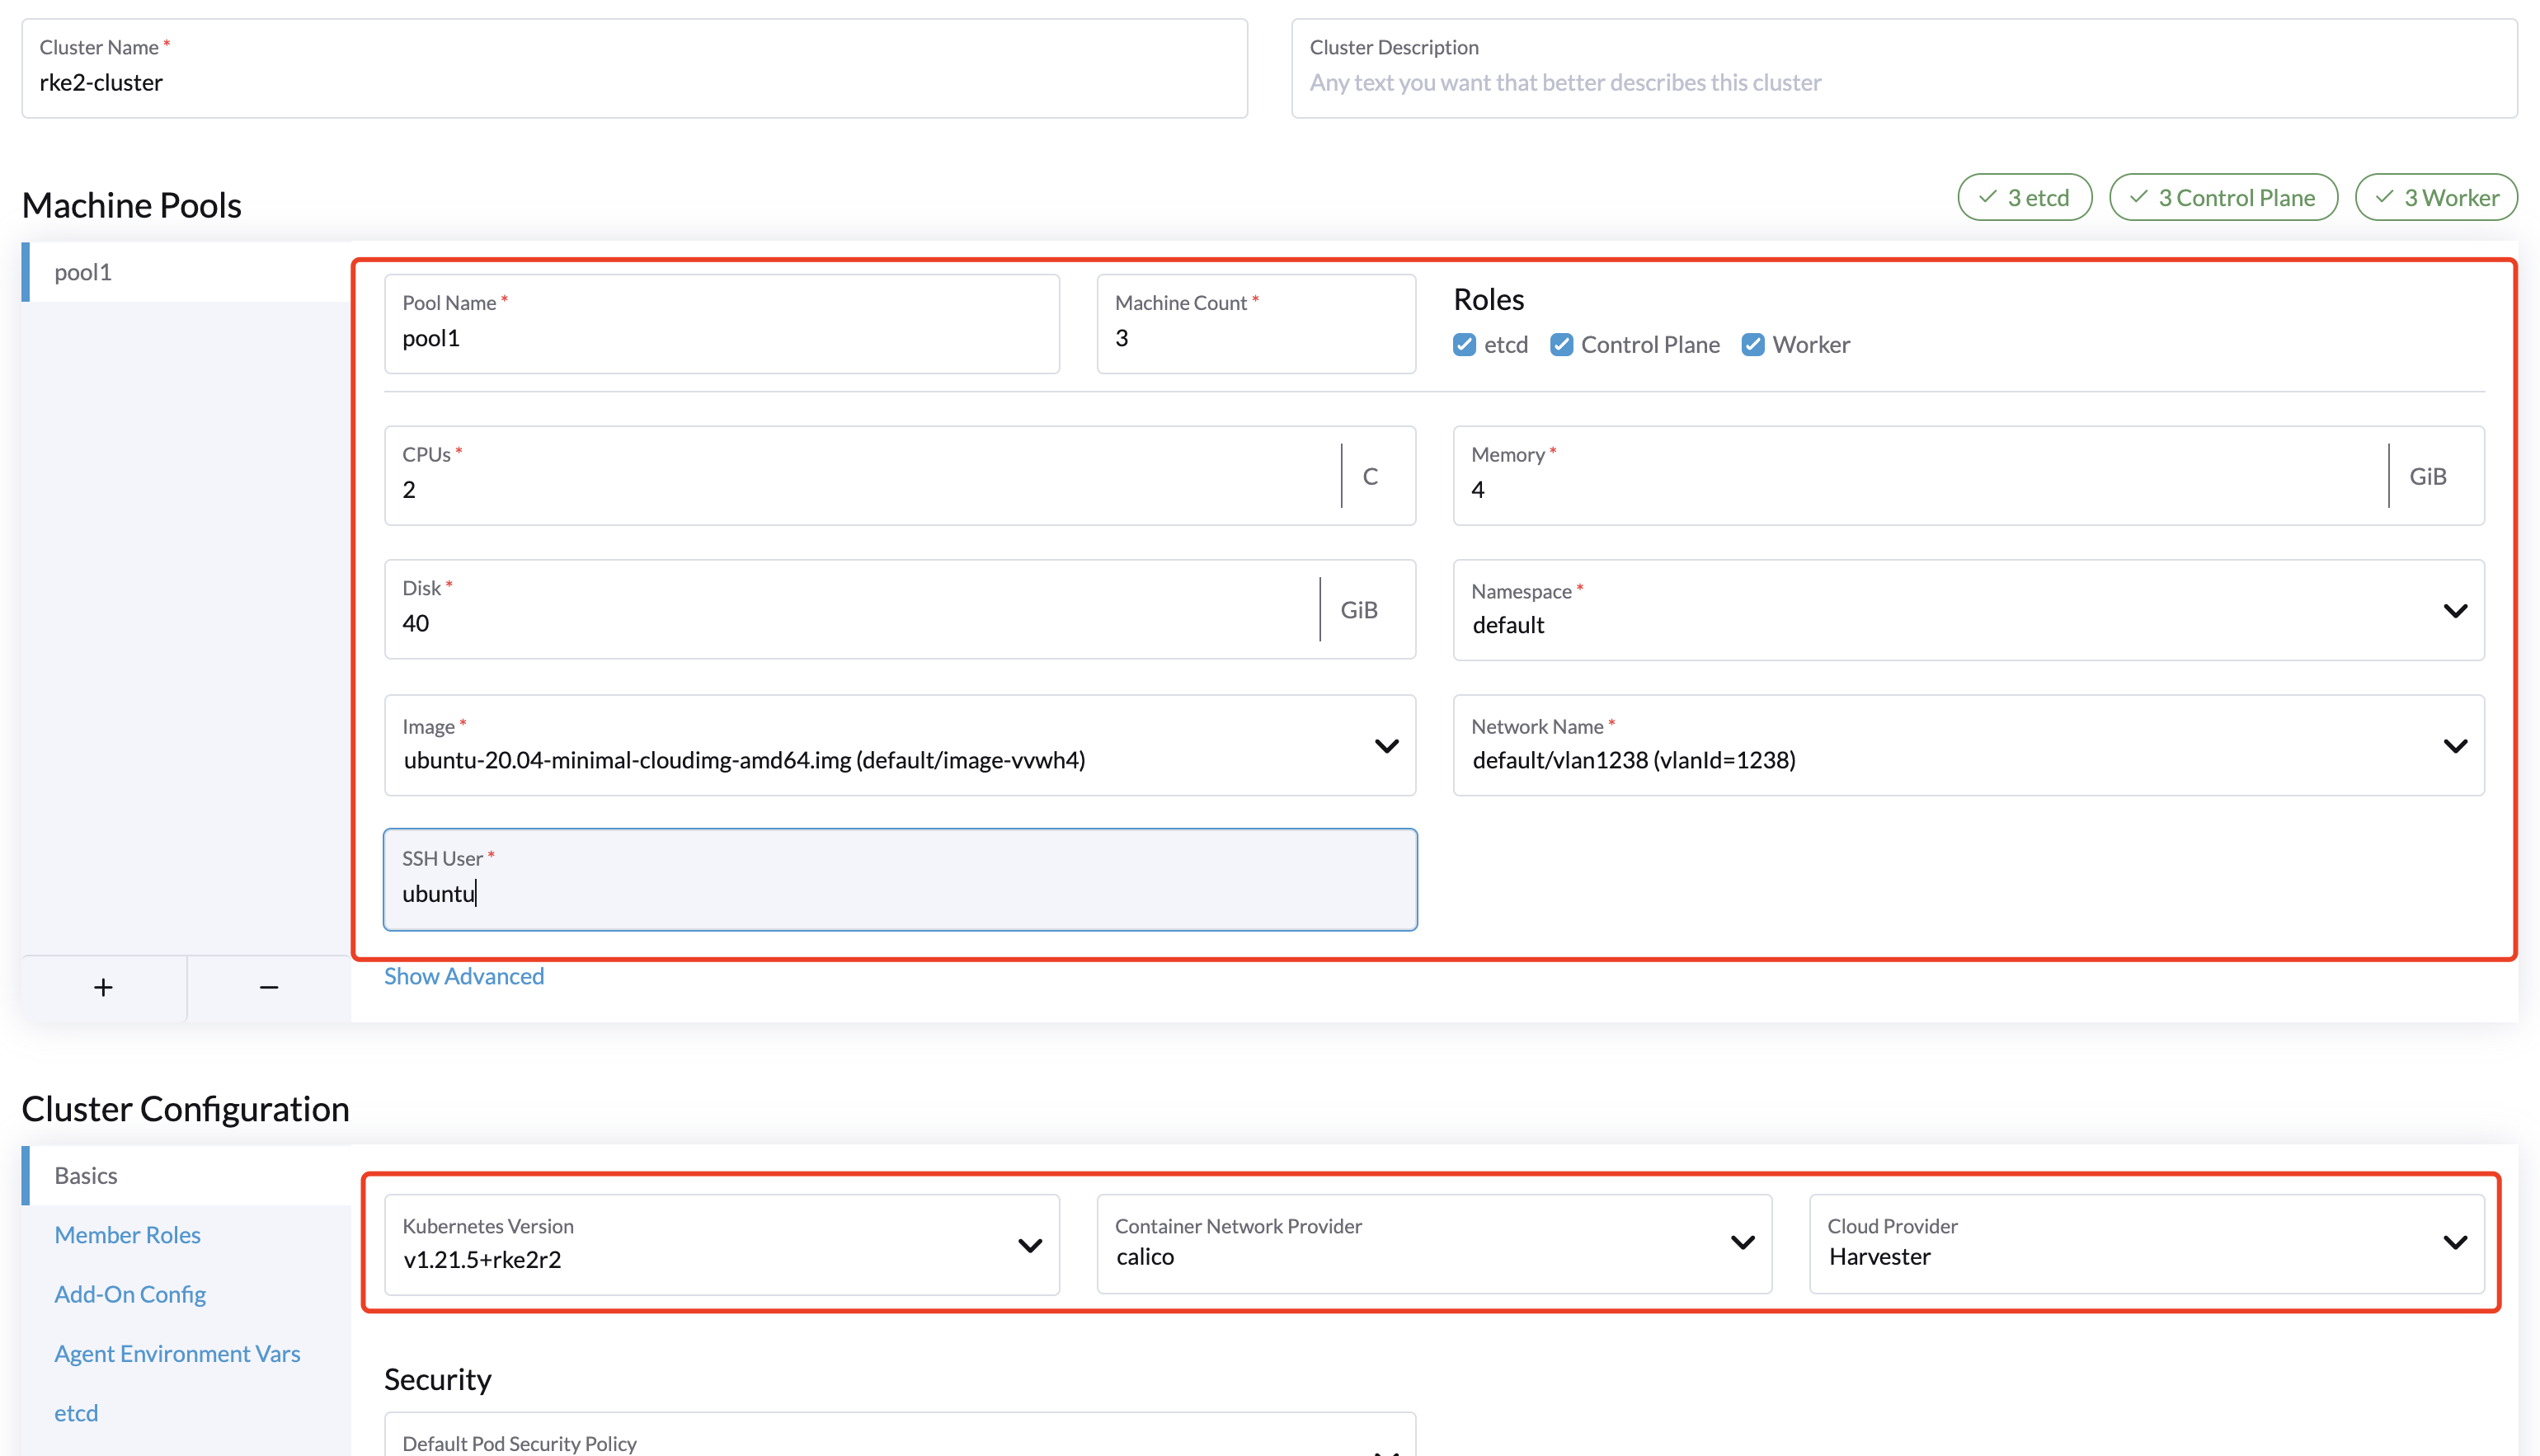 Cluster Name *
rke2-cluster
Cluster Description
Any text you want that better describes this cluster
Machine Pools
3 etcd
3 Control Plane
3 Worker
pool1
Pool Name *
pool1
Machine Count *
3
Roles
etcd
Control Plane
Worker
CPUs *
2
C
Memory *
4
GiB
Disk *
40
GiB
Namespace *
default
Image *
ubuntu-20.04-minimal-cloudimg-amd64.img (default/image-vvwh4)
Network Name *
default/vlan1238 (vlanId=1238)
SSH User *
ubuntu
+
−
Show Advanced
Cluster Configuration
Basics
Member Roles
Add-On Config
Agent Environment Vars
etcd
Kubernetes Version
v1.21.5+rke2r2
Container Network Provider
calico
Cloud Provider
Harvester
Security
Default Pod Security Policy